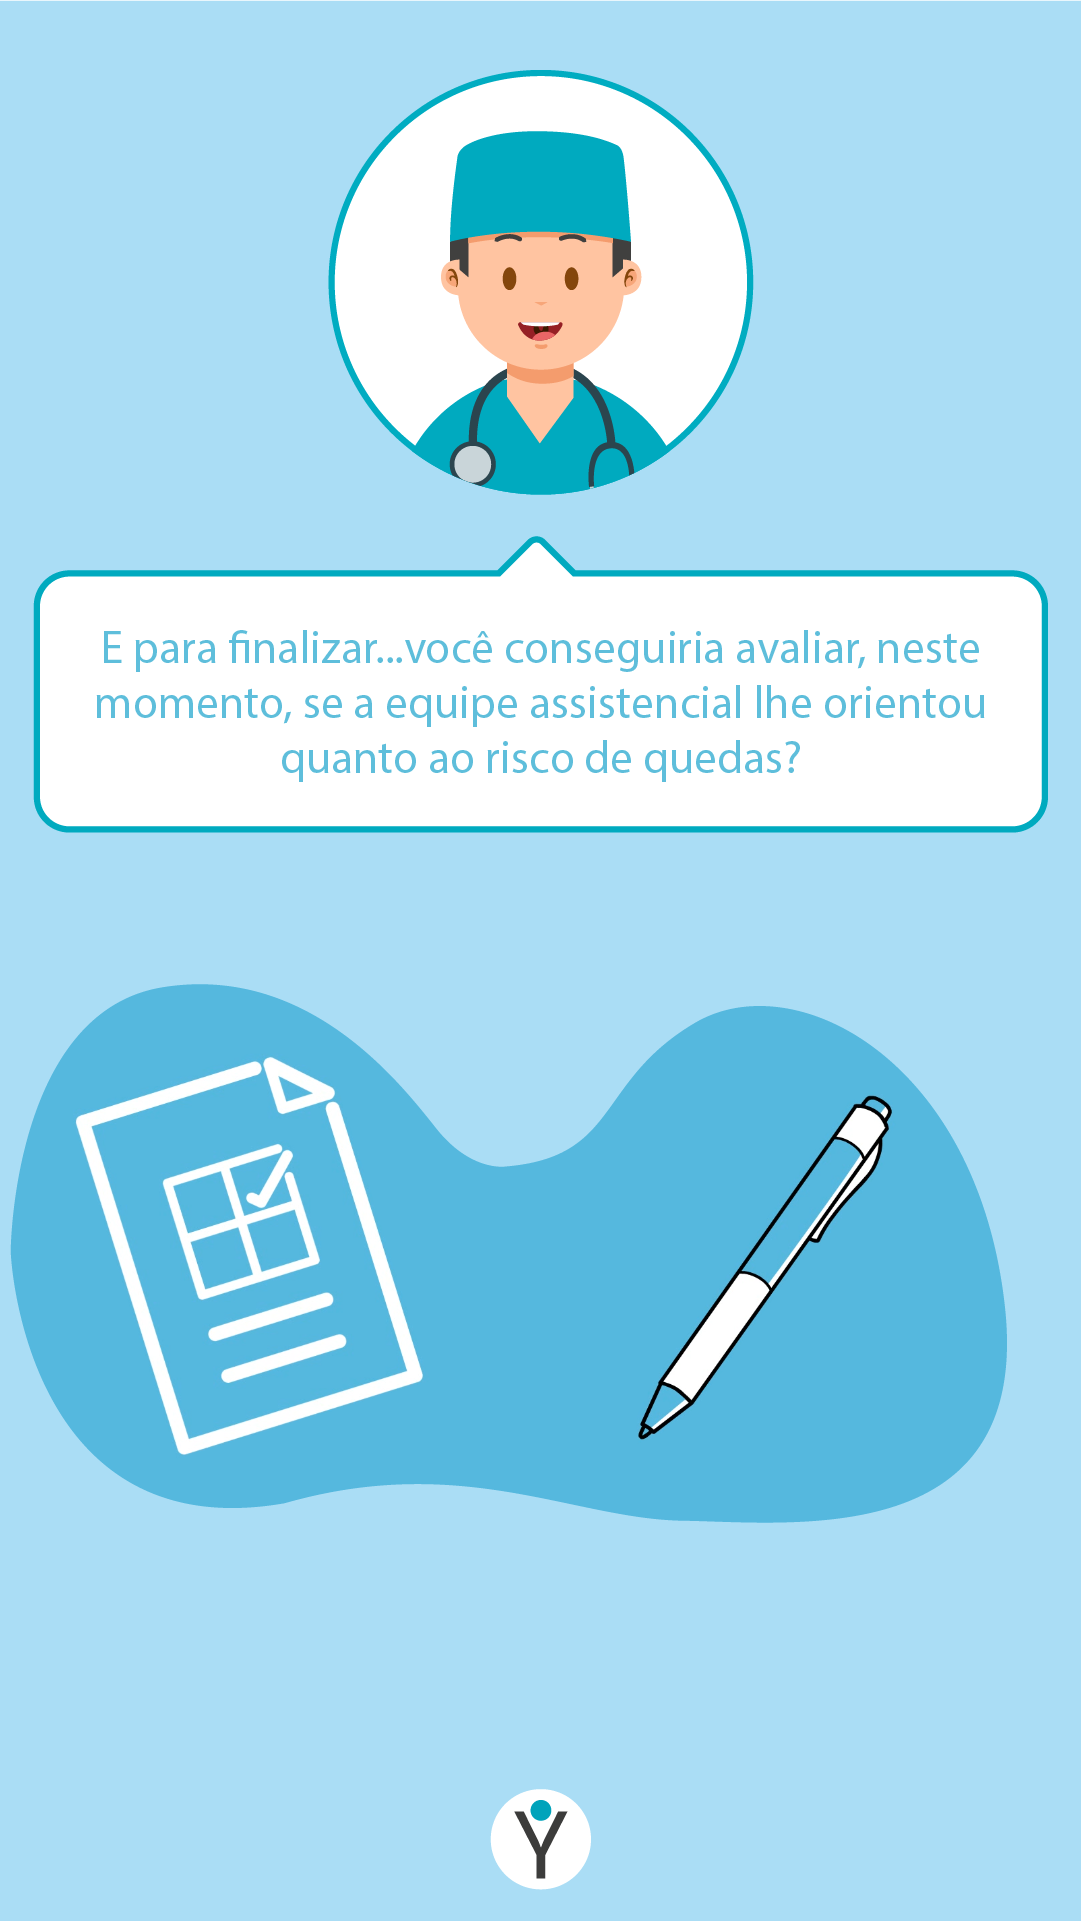 E para finalizar...você conseguiria avaliar, neste
momento, se a equipe assistencial lhe orientou
quanto ao risco de quedas?